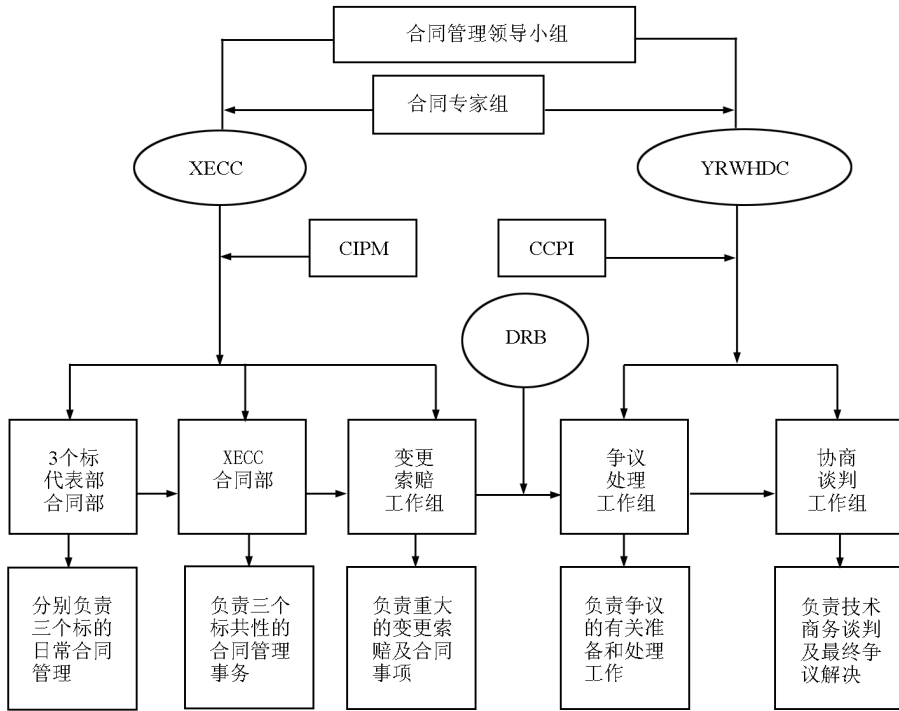 合同管理领导小组
合同专家组
XECC
YRWHDC
CIPM
CCPI
DRB
3个标
代表部
合同部
XECC
合同部
变更
索赔
工作组
争议
处理
工作组
协商
谈判
工作组
分别负责
三个标的
日常合同
管理
负责三个
标共性的
合同管理
事务
负责重大
的变更索
赔及合同
事项
负责争议
的有关准
备和处理
工作
负责技术
商务谈判
及最终争
议解决